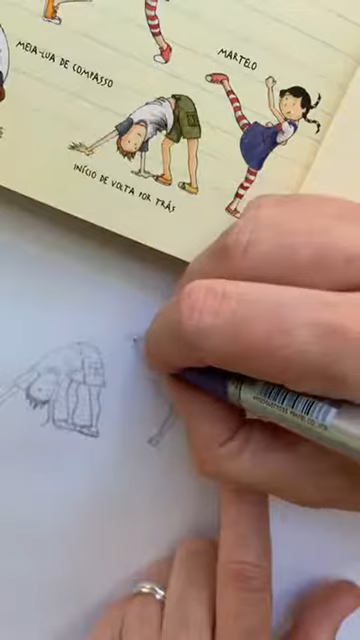 MARTELO
MEIA-LUA DE COMPASSO
INÍCIO DE VOLTA POR TRÁS